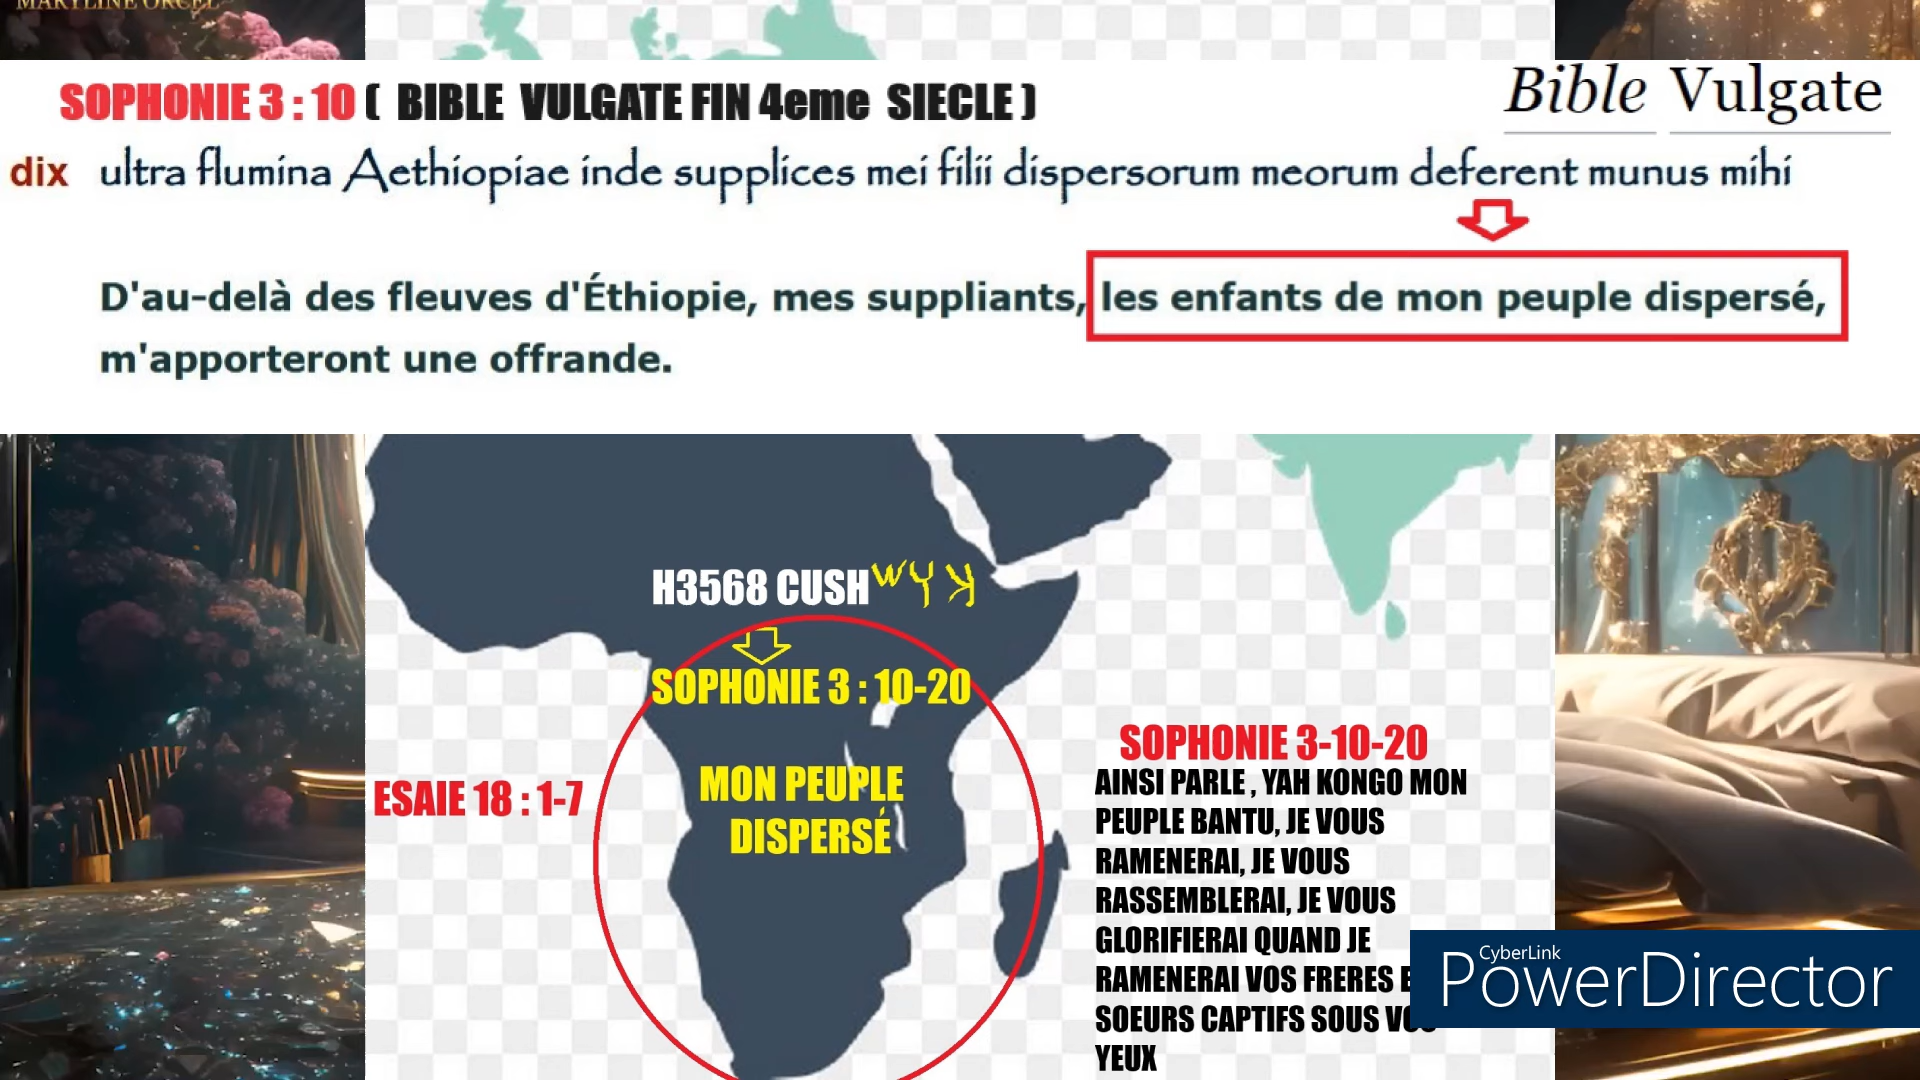 MARYLINE ORCEL
SOPHONIE 3 : 10 ( BIBLE VULGATE FIN 4eme SIECLE )
Bible Vulgate
dix ultra flumina Aethiopiae inde supplices mei filii dispersorum meorum deferent munus mihi
D'au-delà des fleuves d'Éthiopie, mes suppliants, les enfants de mon peuple dispersé,
m'apporteront une offrande.
H3568 CUSH 𐤊𐤅𐤔
SOPHONIE 3 : 10-20
MON PEUPLE
DISPERSÉ
ESAIE 18 : 1-7
SOPHONIE 3-10-20
AINSI PARLE , YAH KONGO MON
PEUPLE BANTU, JE VOUS
RAMENERAI, JE VOUS
RASSEMBLERAI, JE VOUS
GLORIFIERAI QUAND JE
RAMENERAI VOS FRERES
SOEURS CAPTIFS SOUS
YEUX
CyberLink
PowerDirector